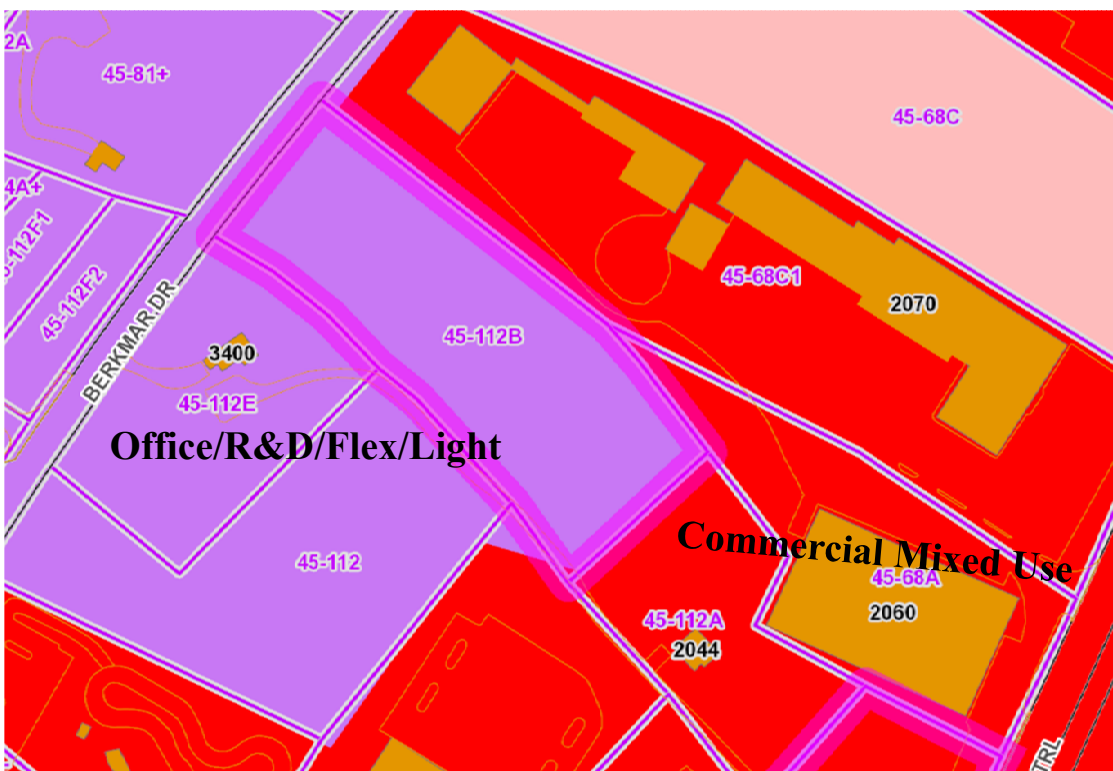 2A
45-81+
45-68C
4A+
-112F1
45-112F2
45-68C1
2070
BERKMAR DR
45-112B
3400
45-112E
Office/R&D/Flex/Light
Commercial Mixed Use
45-112
45-68A
2060
45-112A
2044
TRL